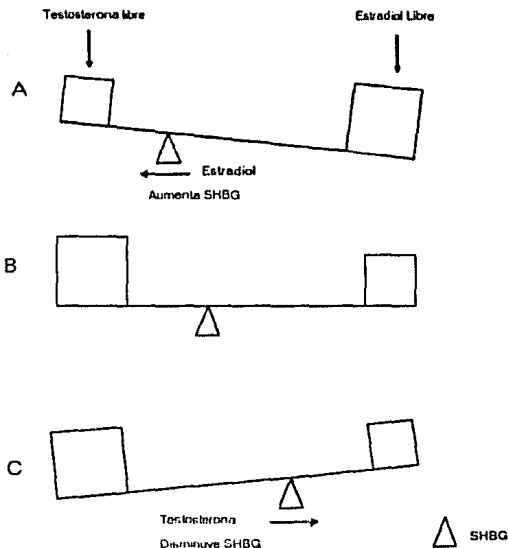 Testosterona libre
Estradiol Libre
A
Estradiol
Aumenta SHBG
B
C
Testosterona
Disminuye SHBG
SHBG